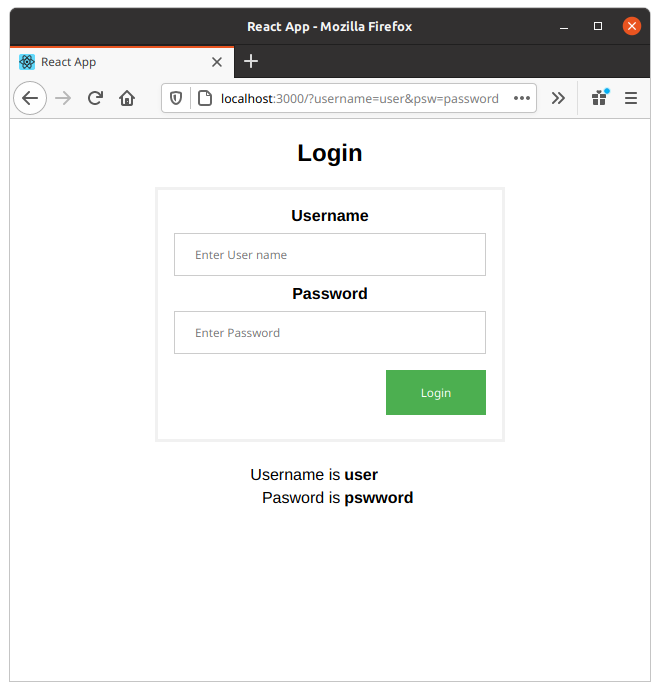 React App - Mozilla Firefox
React App
localhost:3000/?username=user&psw=password
Login
Username
Enter User name
Password
Enter Password
Login
Username is user
Pasword is pswword